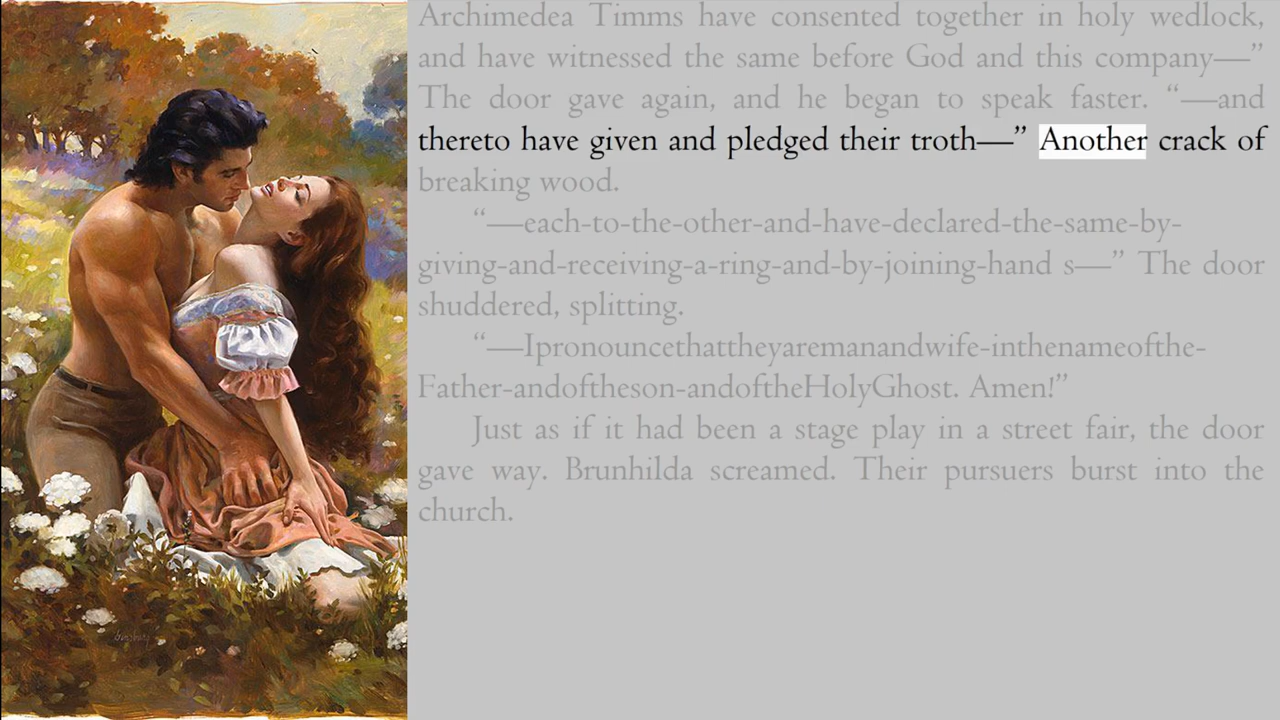 Archimedea Timms have consented together in holy wedlock,
and have witnessed the same before God and this company—”
The door gave again, and he began to speak faster. “—and
thereto have given and pledged their troth—” Another crack of
breaking wood.
“—each-to-the-other-and-have-declared-the-same-by-
giving-and-receiving-a-ring-and-by-joining-hand s—” The door
shuddered, splitting.
“—Ipronouncethattheyaremanandwife-inthenameofthe-
Father-andoftheson-andoftheHolyGhost. Amen!”
Just as if it had been a stage play in a street fair, the door
gave way. Brunhilda screamed. Their pursuers burst into the
church.